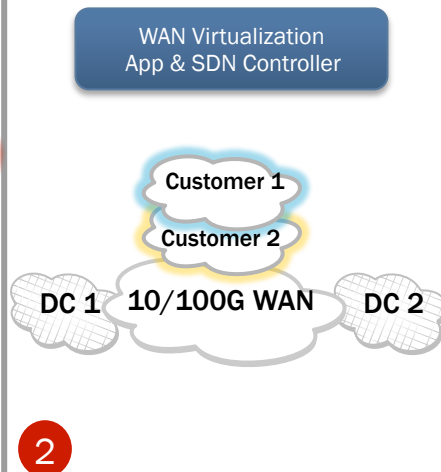 WAN Virtualization
App & SDN Controller
Customer 1
Customer 2
DC 1
10/100G WAN
DC 2
2